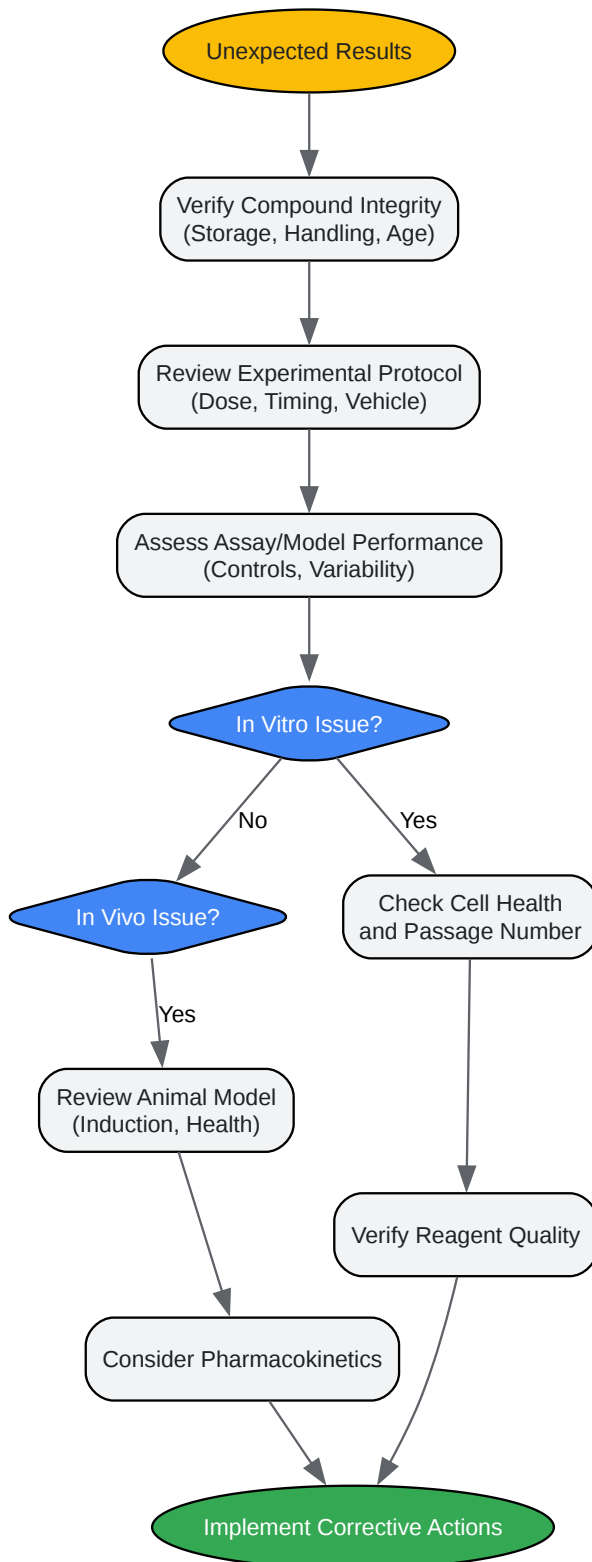 Unexpected Results
Verify Compound Integrity
(Storage, Handling, Age)
Review Experimental Protocol
(Dose, Timing, Vehicle)
Assess Assay/Model Performance
(Controls, Variability)
In Vitro Issue?
No
Yes
In Vivo Issue?
Check Cell Health
and Passage Number
Yes
Review Animal Model
(Induction, Health)
Verify Reagent Quality
Consider Pharmacokinetics
Implement Corrective Actions